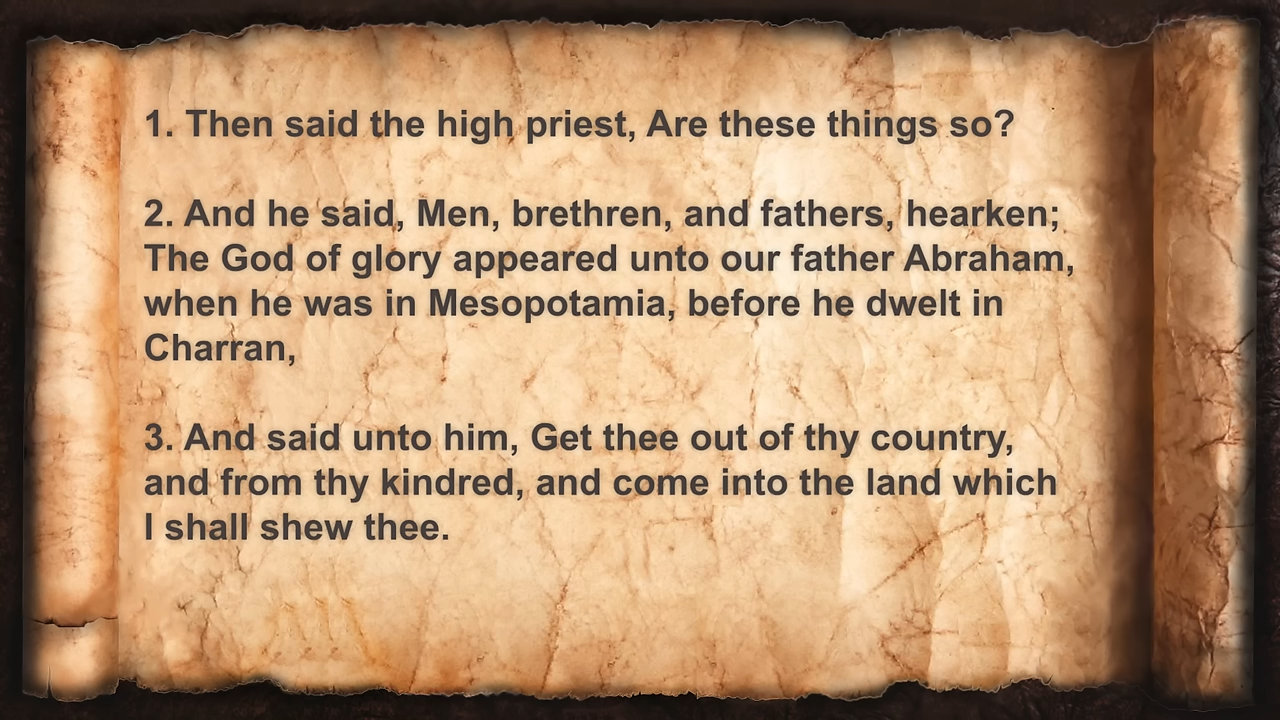 1. Then said the high priest, Are these things so?
2. And he said, Men, brethren, and fathers, hearken;
The God of glory appeared unto our father Abraham,
when he was in Mesopotamia, before he dwelt in
Charran,
3. And said unto him, Get thee out of thy country,
and from thy kindred, and come into the land which
I shall shew thee.